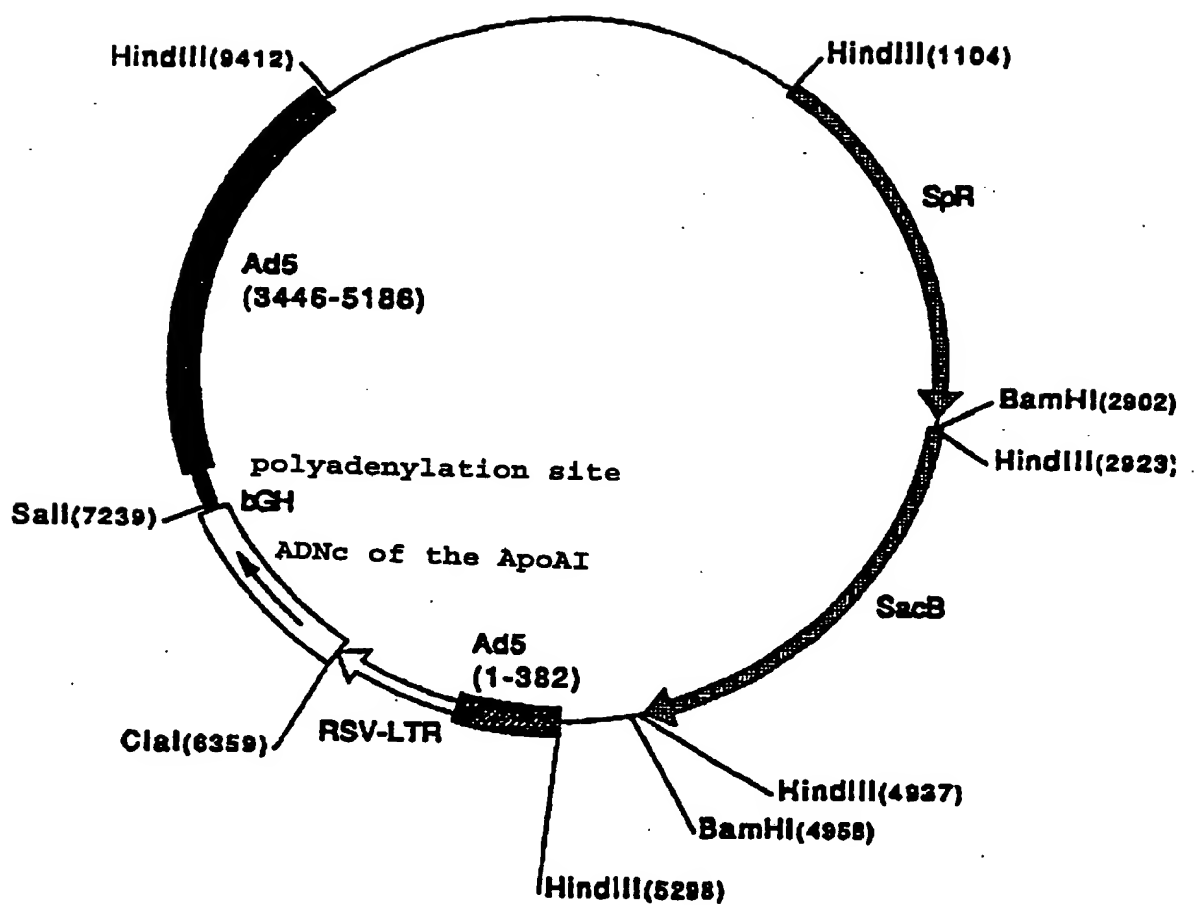 HindIII(9412)
HindIII(1104)
SpR
Ad5
(3446-5188)
BamHI(2902)
HindIII(2923)
polyadenylation site
bGH
SalI(7239)
ADNc of the ApoAI
SacB
Ad5
(1-382)
RSV-LTR
ClaI(6359)
HindIII(4937)
BamHI(4958)
HindIII(5298)